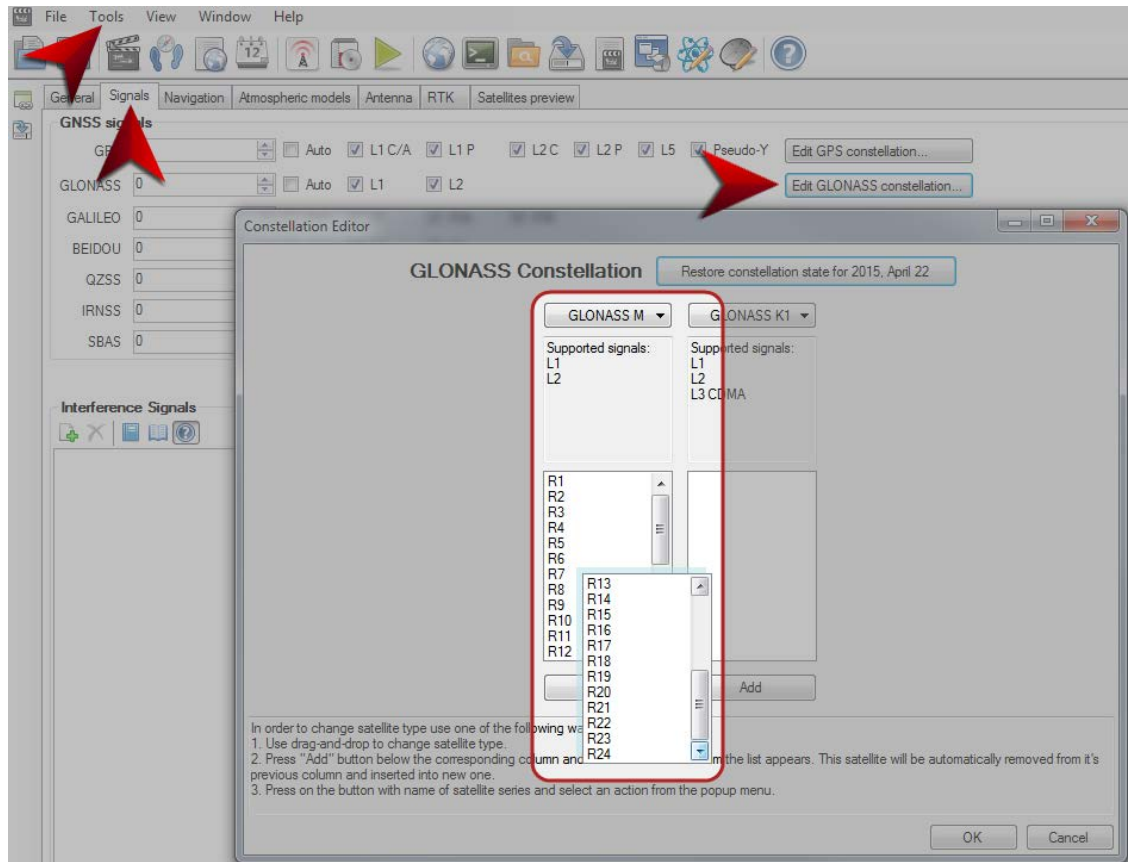 File Tools View Window Help
12
General Signals Navigation Atmospheric models Antenna RTK Satellites preview
GNSS signals
Auto L1 C/A L1 P L2 C L2 P L5 Pseudo-Y Edit GPS constellation...
GLONASS 0 Auto L1 L2 Edit GLONASS constellation...
GALILEO 0
BEIDOU 0
QZSS 0
IRNSS 0
SBAS 0
Interference Signals
Constellation Editor
GLONASS Constellation Restore constellation state for 2015, April 22
GLONASS M GLONASS K1
Supported signals: Supported signals:
L1 L1
L2 L2
L3 CDMA
R1
R2
R3
R4
R5
R6
R7
R8
R9
R10
R11
R12
R13
R14
R15
R16
R17
R18
R19
R20
R21
R22
R23
R24
Add
In order to change satellite type use one of the following
1. Use drag-and-drop to change satellite type.
2. Press "Add" button below the corresponding column and the list appears. This satellite will be automatically removed from it's
previous column and inserted into new one.
3. Press on the button with name of satellite series and select an action from the popup menu.
OK Cancel